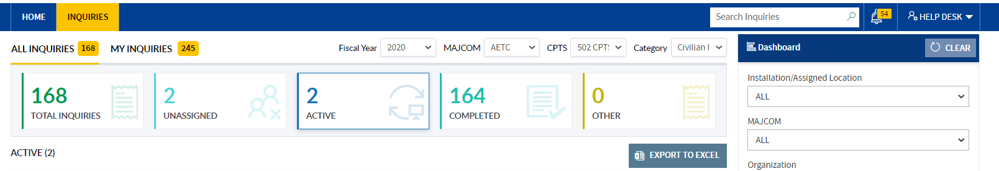 HOME INQUIRIES Search Inquiries 54 HELP DESK
ALL INQUIRIES 168 MY INQUIRIES 245 Fiscal Year 2020 MAJCOM AETC CPTS 502 CPT Category Civilian
Dashboard CLEAR
168
TOTAL INQUIRIES
2
UNASSIGNED
2
ACTIVE
164
COMPLETED
0
OTHER
ACTIVE (2) EXPORT TO EXCEL
Installation/Assigned Location
ALL
MAJCOM
ALL
Organization